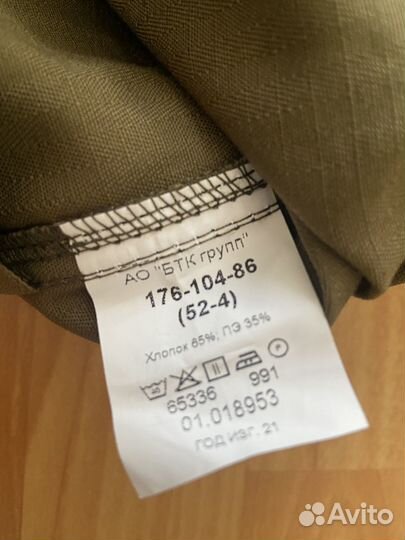 АО "БТК групп"
176-104-86
(52-4)
Хлопок 65%; ПЭ 35%
65336 991
01.018953
ГОД ИЗГ. 21
Avito